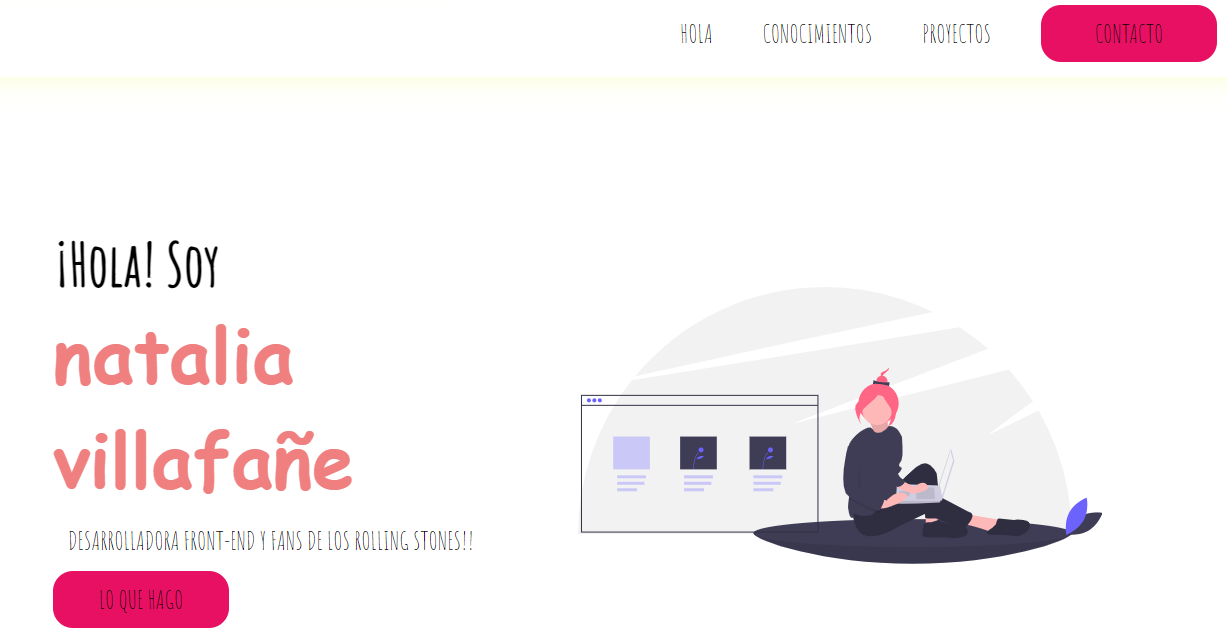 HOLA CONOCIMIENTOS PROYECTOS CONTACTO
¡HOLA! SOY
natalia
villafañe
DESARROLLADORA FRONT-END Y FANS DE LOS ROLLING STONES!!
LO QUE HAGO